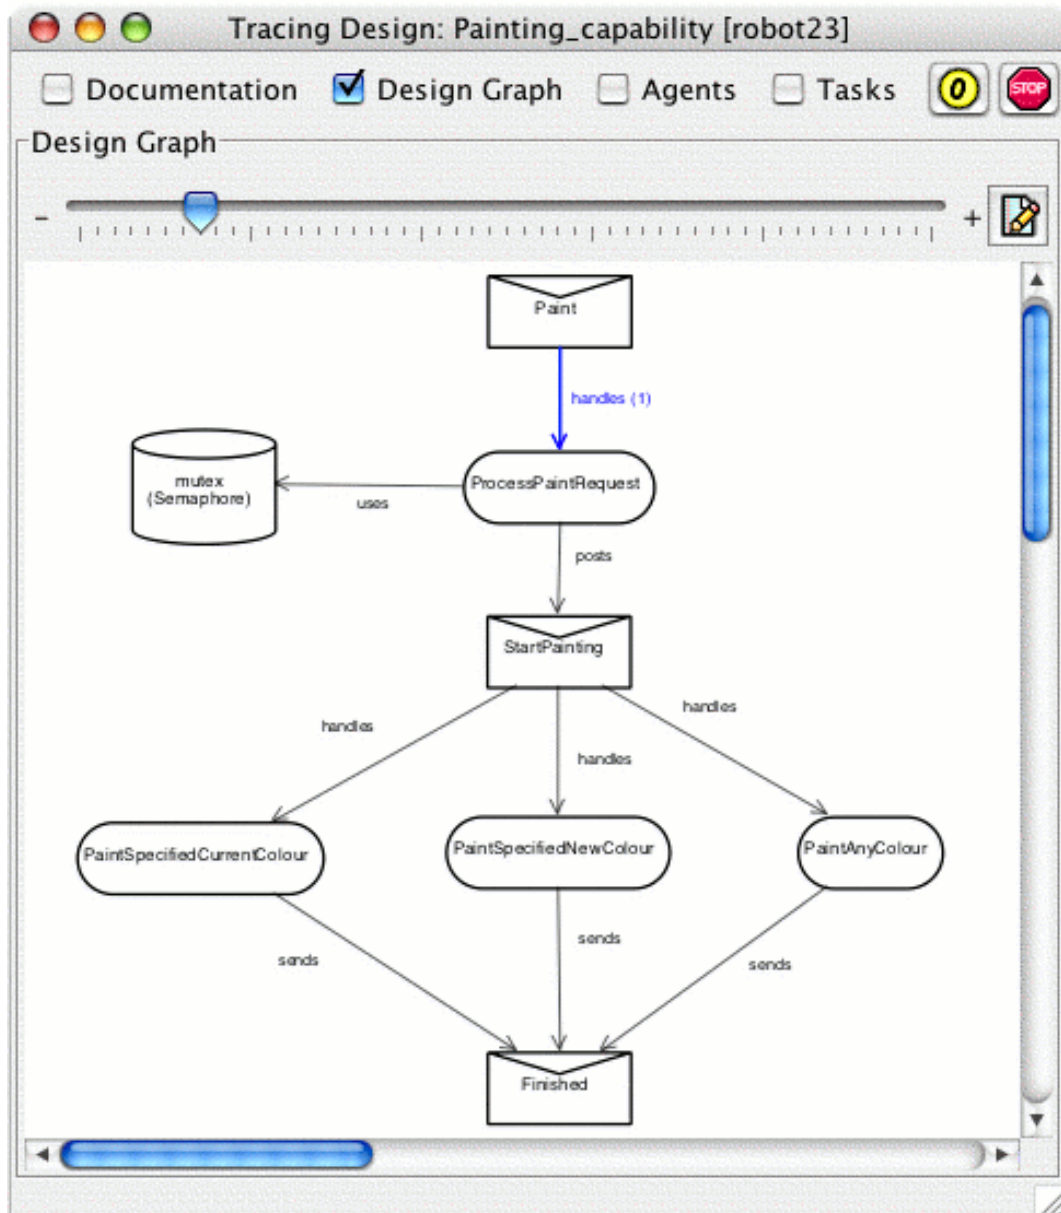 Tracing Design: Painting_capability [robot23]
Documentation
Design Graph
Agents
Tasks
0
STOP
Design Graph
-
+
Paint
handles (1)
mutex
(Semaphore)
uses
ProcessPaintRequest
posts
StartPainting
handles
handles
handles
PaintSpecifiedCurrentColour
PaintSpecifiedNewColour
PaintAnyColour
sends
sends
sends
Finished